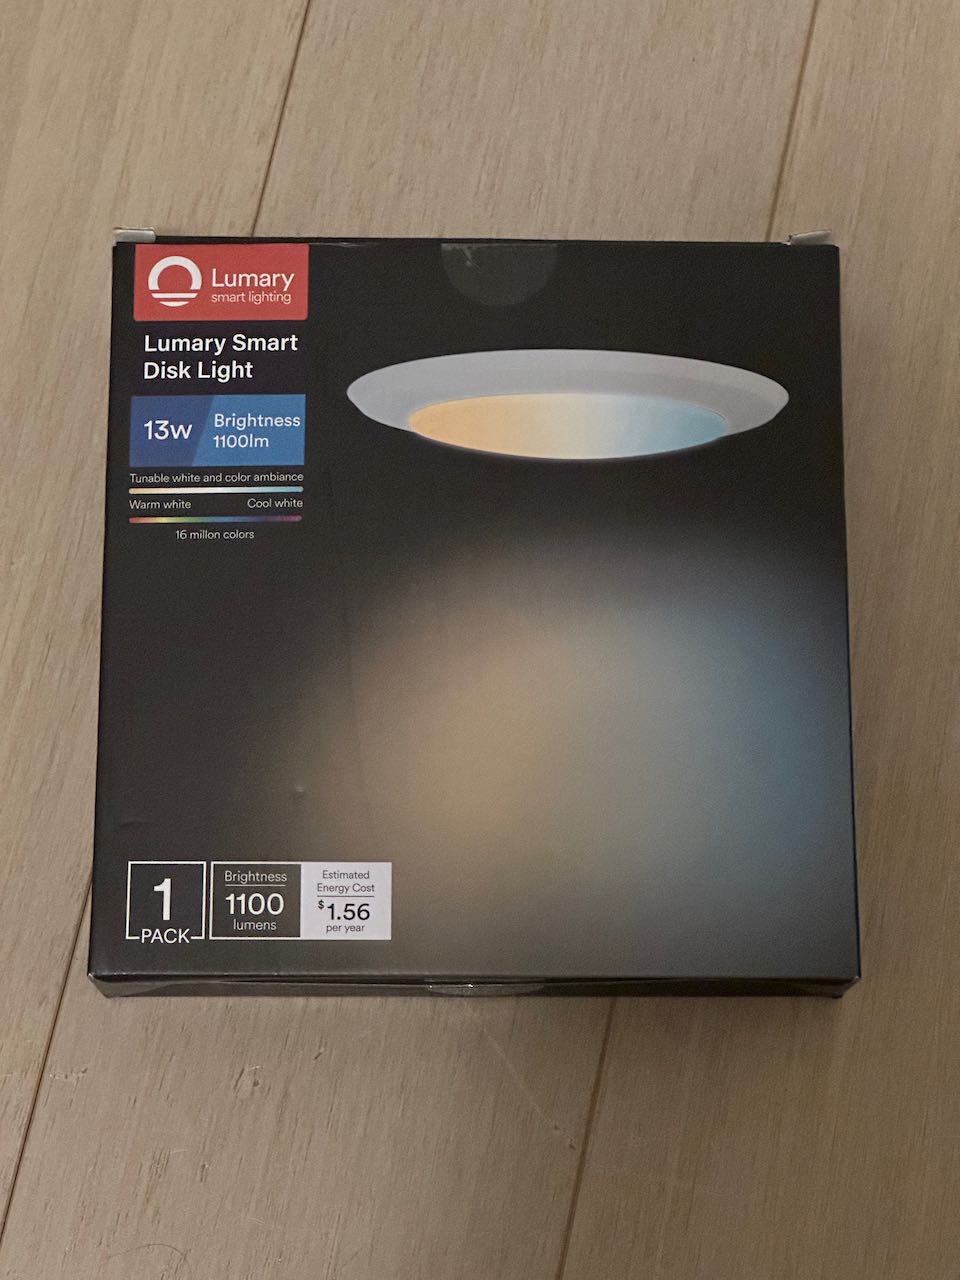 Lumary
smart lighting
Lumary Smart
Disk Light
13w
Brightness
1100lm
Tunable white and color ambiance
Warm white Cool white
16 millon colors
1
PACK
Brightness
1100
lumens
Estimated
Energy Cost
$1.56
per year